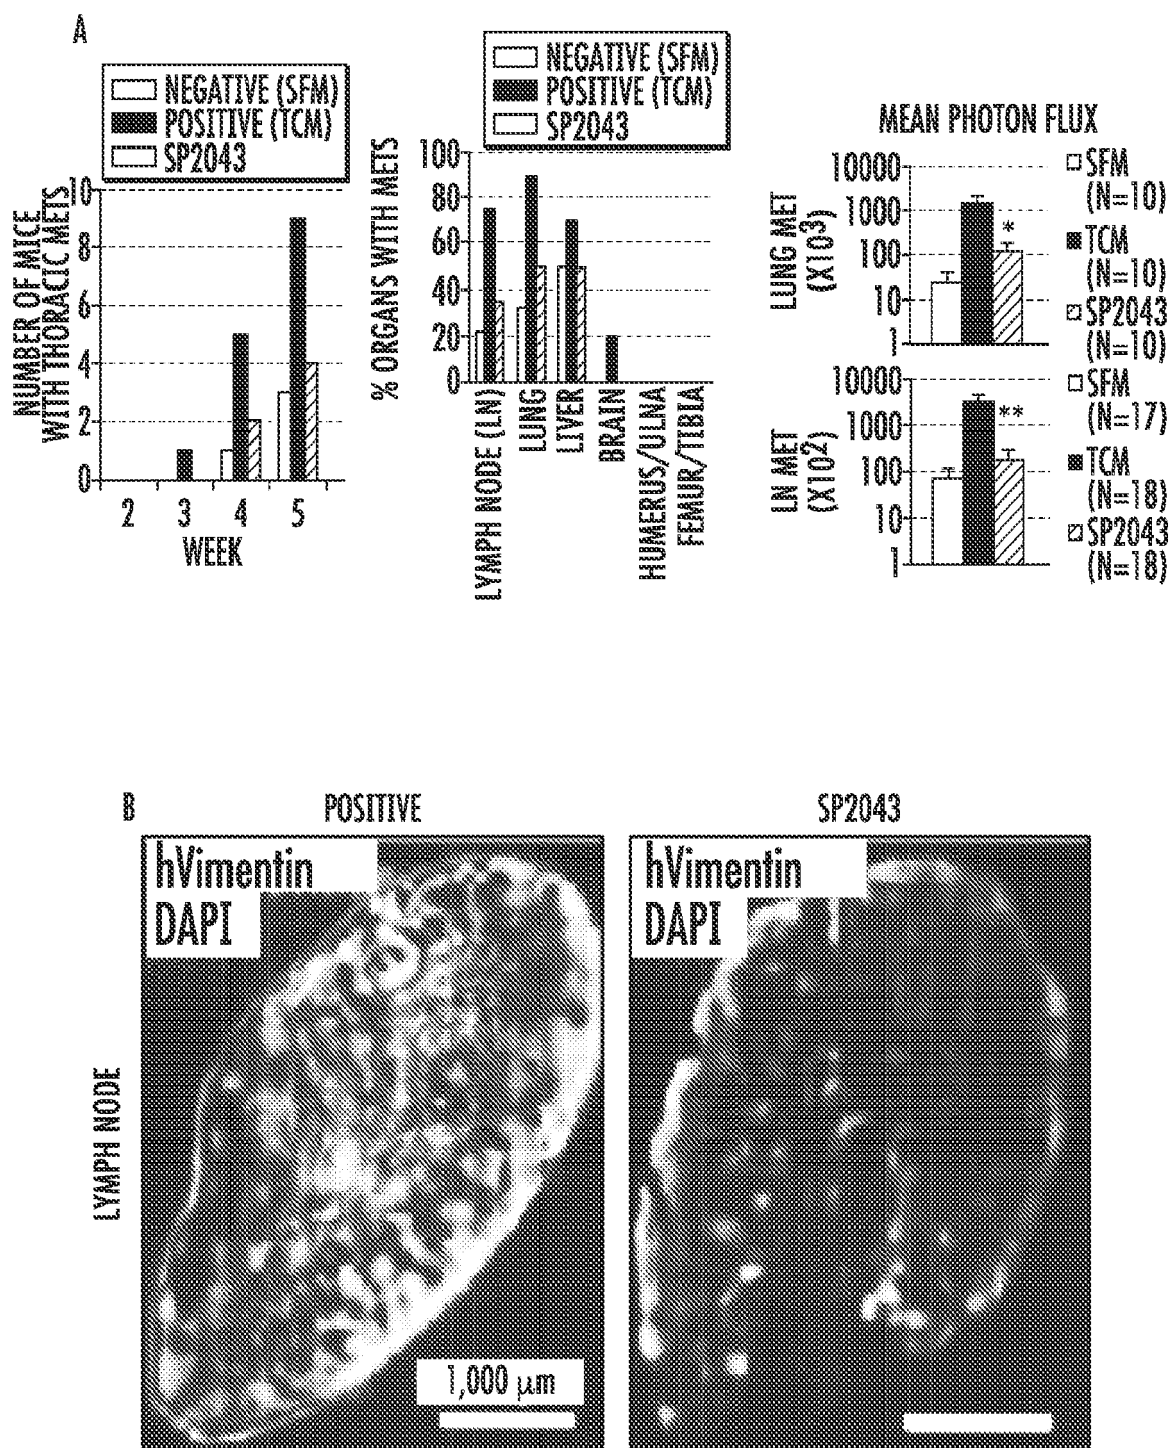 A
NEGATIVE (SFM)
POSITIVE (TCM)
SP2043
NUMBER OF MICE
WITH THORACIC METS
10
8
6
4
2
0
2 3 4 5
WEEK
NEGATIVE (SFM)
POSITIVE (TCM)
SP2043
% ORGANS WITH METS
100
80
60
40
20
0
LYMPH NODE (LN)
LUNG
LIVER
BRAIN
HUMERUS/ULNA
FEMUR/TIBIA
MEAN PHOTON FLUX
LUNG MET
(X10³)
10000
1000
100
10
1
*
SFM
(N=10)
TCM
(N=10)
SP2043
(N=10)
LN MET
(X10²)
10000
1000
100
10
1
**
SFM
(N=17)
TCM
(N=18)
SP2043
(N=18)
B
POSITIVE
SP2043
LYMPH NODE
hVimentin
DAPI
1,000 µm
hVimentin
DAPI